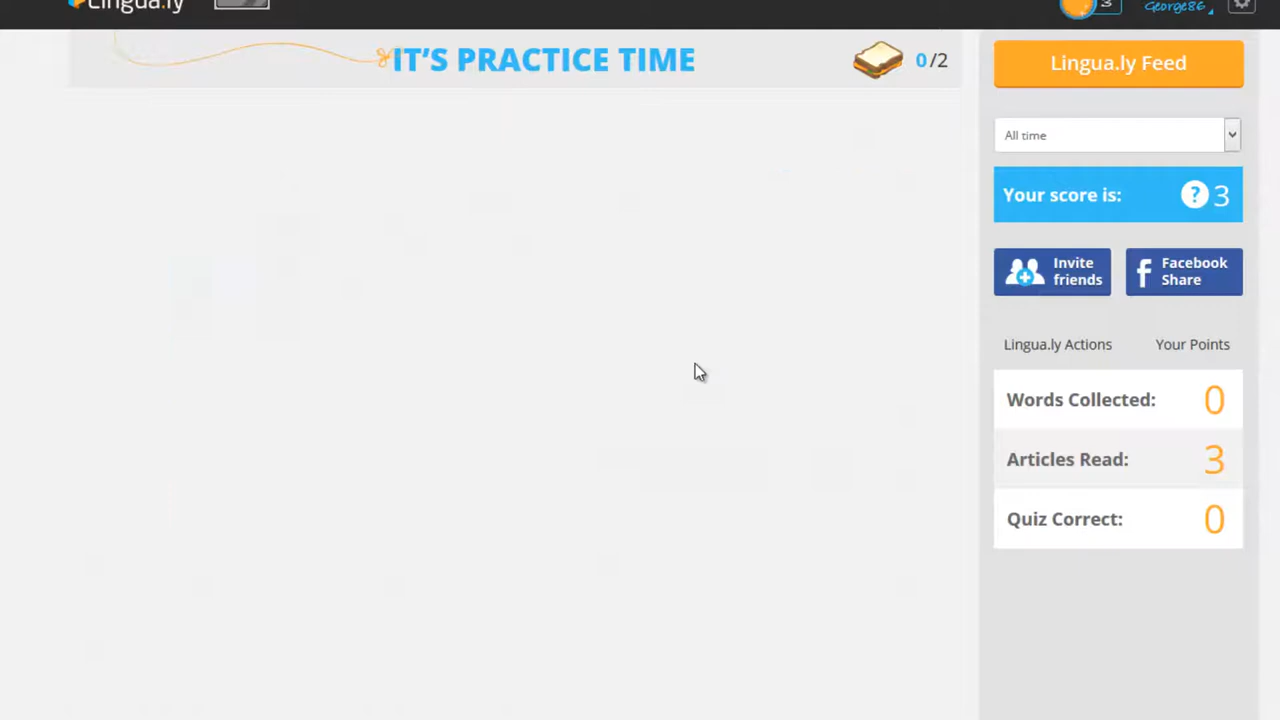 Lingua.ly
3
George86
IT'S PRACTICE TIME
0/2
Lingua.ly Feed
All time
Your score is: ? 3
Invite friends
Facebook Share
Lingua.ly Actions Your Points
Words Collected: 0
Articles Read: 3
Quiz Correct: 0